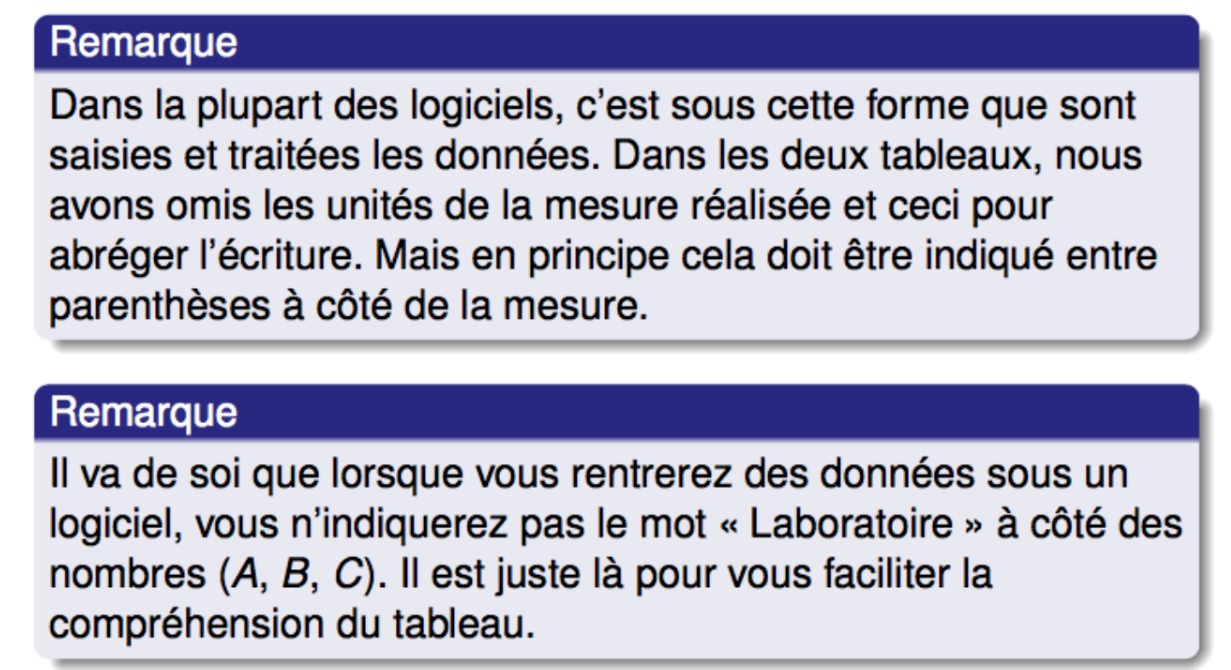 Remarque
Dans la plupart des logiciels, c’est sous cette forme que sont
saisies et traitées les données. Dans les deux tableaux, nous
avons omis les unités de la mesure réalisée et ceci pour
abréger l’écriture. Mais en principe cela doit être indiqué entre
parenthèses à côté de la mesure.
Remarque
Il va de soi que lorsque vous rentrerez des données sous un
logiciel, vous n’indiquerez pas le mot « Laboratoire » à côté des
nombres (A, B, C). Il est juste là pour vous faciliter la
compréhension du tableau.